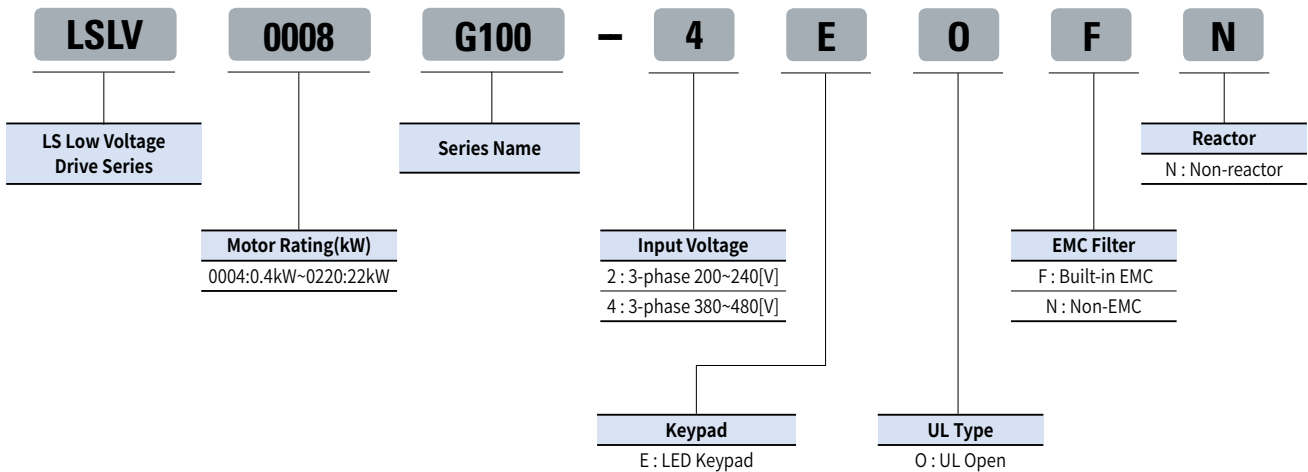 LSLV 0008 G100 – 4 E O F N
LS Low Voltage
Drive Series
Series Name
Reactor
N : Non-reactor
Motor Rating(kW)
0004:0.4kW~0220:22kW
Input Voltage
2 : 3-phase 200~240[V]
4 : 3-phase 380~480[V]
EMC Filter
F : Built-in EMC
N : Non-EMC
Keypad
E : LED Keypad
UL Type
O : UL Open